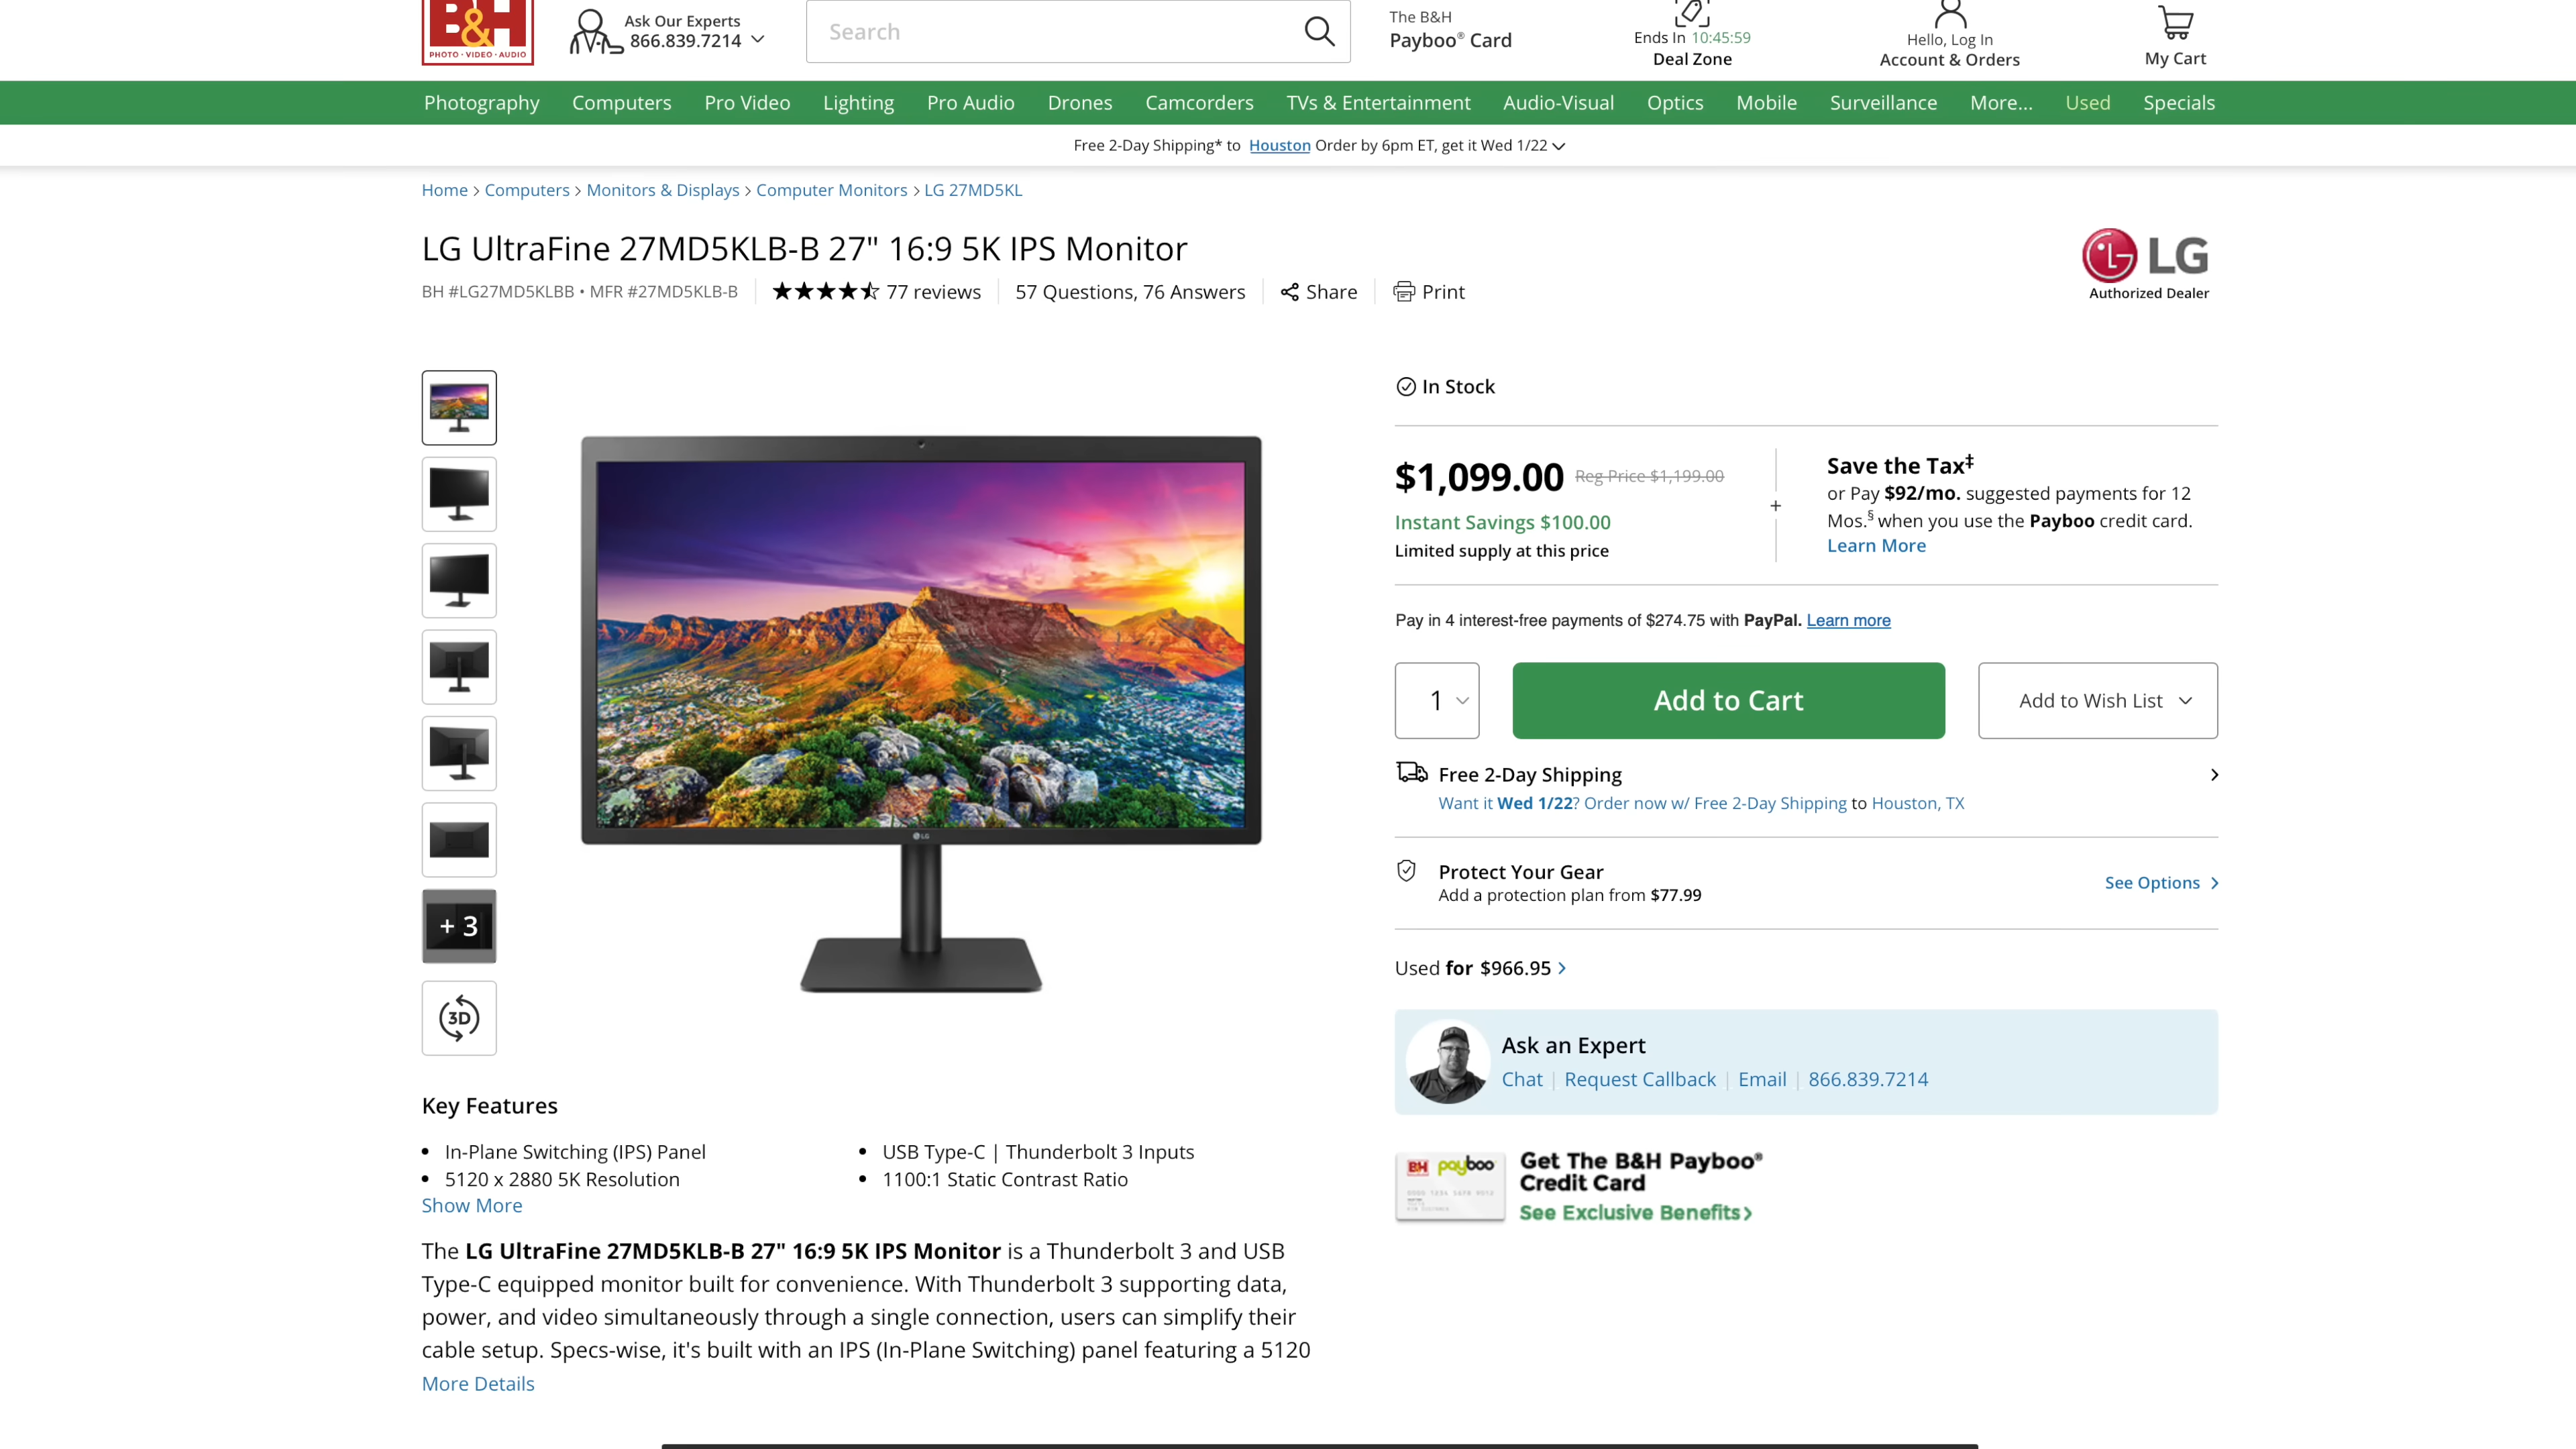 B&H
PHOTO · VIDEO · AUDIO
Ask Our Experts
866.839.7214
Search
The B&H
Payboo® Card
Ends In 10:45:59
Deal Zone
Hello, Log In
Account & Orders
My Cart
Photography Computers Pro Video Lighting Pro Audio Drones Camcorders TVs & Entertainment Audio-Visual Optics Mobile Surveillance More... Used Specials
Free 2-Day Shipping* to Houston Order by 6pm ET, get it Wed 1/22
Home > Computers > Monitors & Displays > Computer Monitors > LG 27MD5KL
LG UltraFine 27MD5KLB-B 27" 16:9 5K IPS Monitor
BH #LG27MD5KLBB • MFR #27MD5KLB-B
77 reviews
57 Questions, 76 Answers
Share
Print
LG
Authorized Dealer
LG
+ 3
3D
In Stock
$1,099.00 Reg Price $1,199.00
Instant Savings $100.00
Limited supply at this price
+
Save the Tax‡
or Pay $92/mo. suggested payments for 12
Mos.§ when you use the Payboo credit card.
Learn More
Pay in 4 interest-free payments of $274.75 with PayPal. Learn more
1
Add to Cart
Add to Wish List
Free 2-Day Shipping
Want it Wed 1/22? Order now w/ Free 2-Day Shipping to Houston, TX
Protect Your Gear
Add a protection plan from $77.99
See Options
Used for $966.95
Ask an Expert
Chat | Request Callback | Email | 866.839.7214
BH payboo
Get The B&H Payboo®
Credit Card
See Exclusive Benefits
Key Features
• In-Plane Switching (IPS) Panel
• 5120 x 2880 5K Resolution
• USB Type-C | Thunderbolt 3 Inputs
• 1100:1 Static Contrast Ratio
Show More
The LG UltraFine 27MD5KLB-B 27" 16:9 5K IPS Monitor is a Thunderbolt 3 and USB
Type-C equipped monitor built for convenience. With Thunderbolt 3 supporting data,
power, and video simultaneously through a single connection, users can simplify their
cable setup. Specs-wise, it's built with an IPS (In-Plane Switching) panel featuring a 5120
More Details